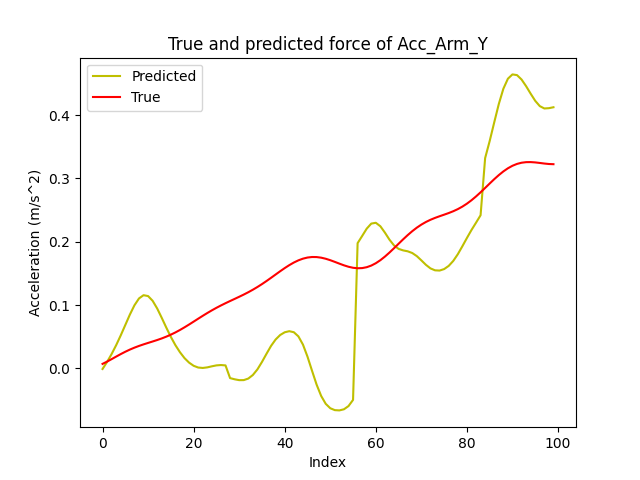 True and predicted force of Acc_Arm_Y
Predicted
True
0.4
0.3
0.2
0.1
0.0
Acceleration (m/s^2)
0 20 40 60 80 100
Index